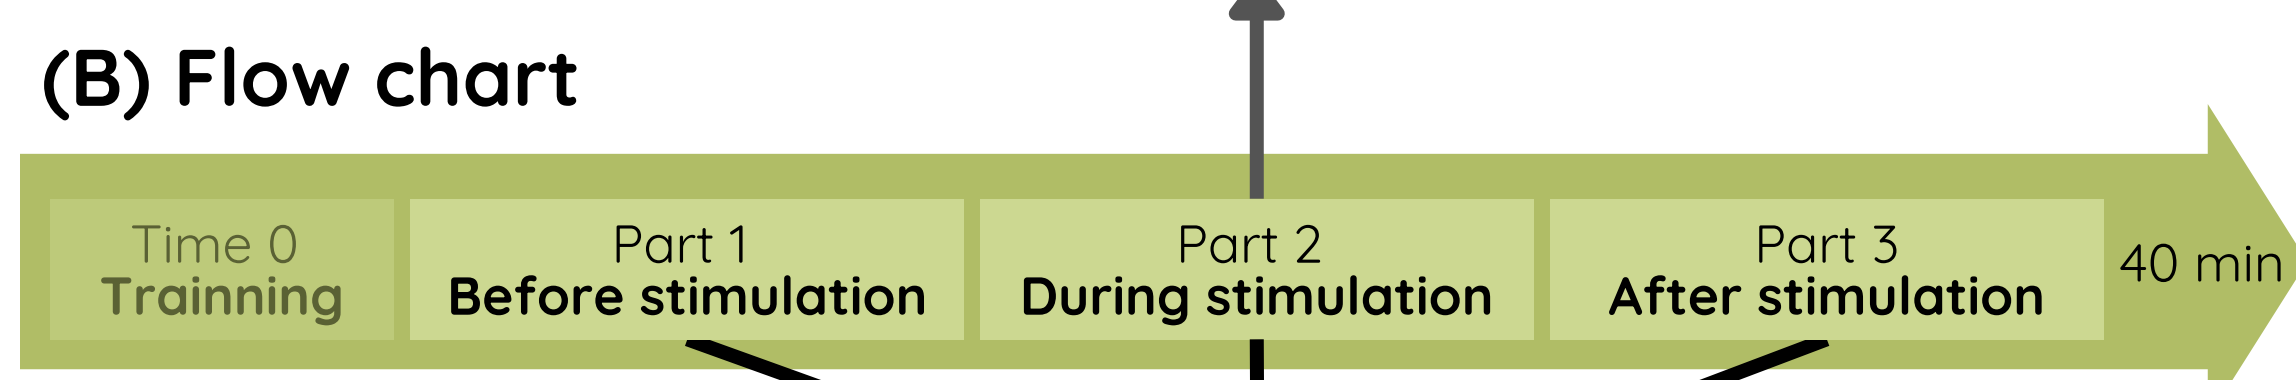 (B) Flow chart
Time 0
Trainning
Part 1
Before stimulation
Part 2
During stimulation
Part 3
After stimulation
40 min